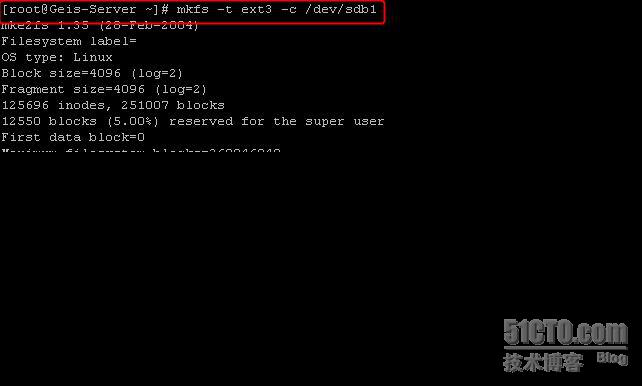 [root@Geis-Server ~]# mkfs -t ext3 -c /dev/sdb1
mke2fs 1.35 (28-Feb-2004)
Filesystem label=
OS type: Linux
Block size=4096 (log=2)
Fragment size=4096 (log=2)
125696 inodes, 251007 blocks
12550 blocks (5.00%) reserved for the super user
First data block=0
Maximum filesystem
51CTO.com
技术博客 Blog